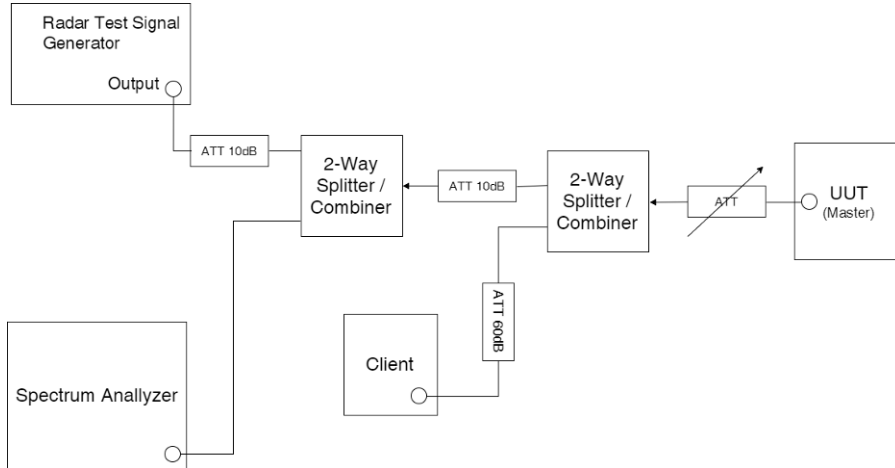 Radar Test Signal
Generator
Output
ATT 10dB
2-Way
Splitter /
Combiner
ATT 10dB
2-Way
Splitter /
Combiner
ATT
UUT
(Master)
ATT 60dB
Client
Spectrum Anallyzer